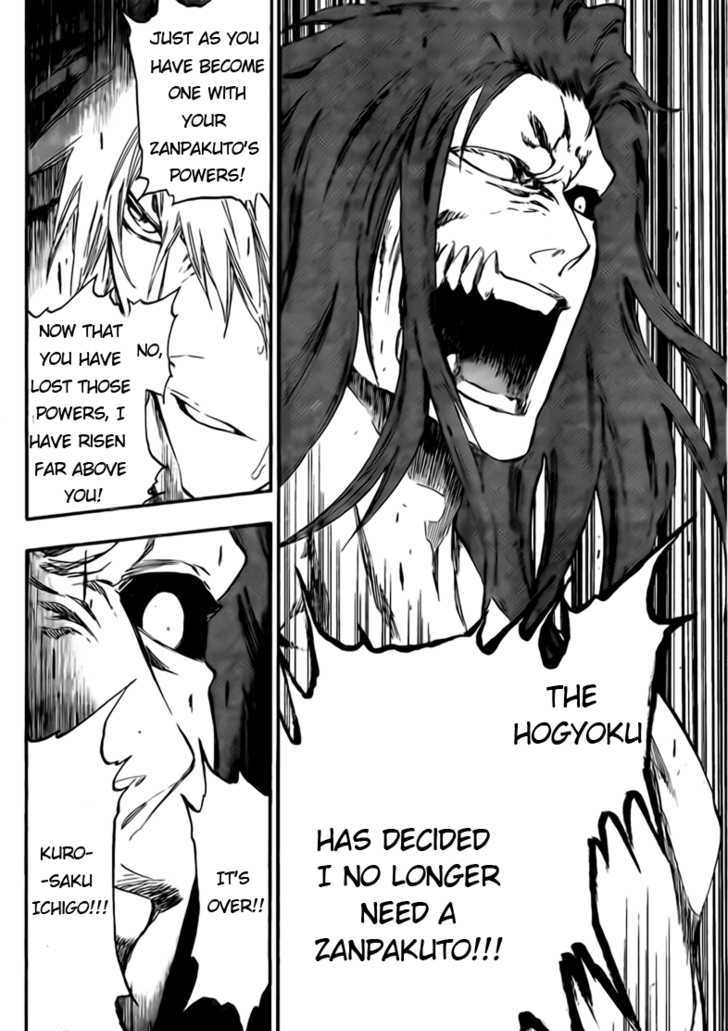 THE
HOGYOKU
HAS DECIDED
I NO LONGER
NEED A
ZANPAKUTO!!!
JUST AS YOU
HAVE BECOME
ONE WITH
YOUR
ZANPAKUTO'S
POWERS!
NO,
NOW THAT
YOU HAVE
LOST THOSE
POWERS, I
HAVE RISEN
FAR ABOVE
YOU!
IT'S
OVER!!
KURO-
-SAKU
ICHIGO!!!